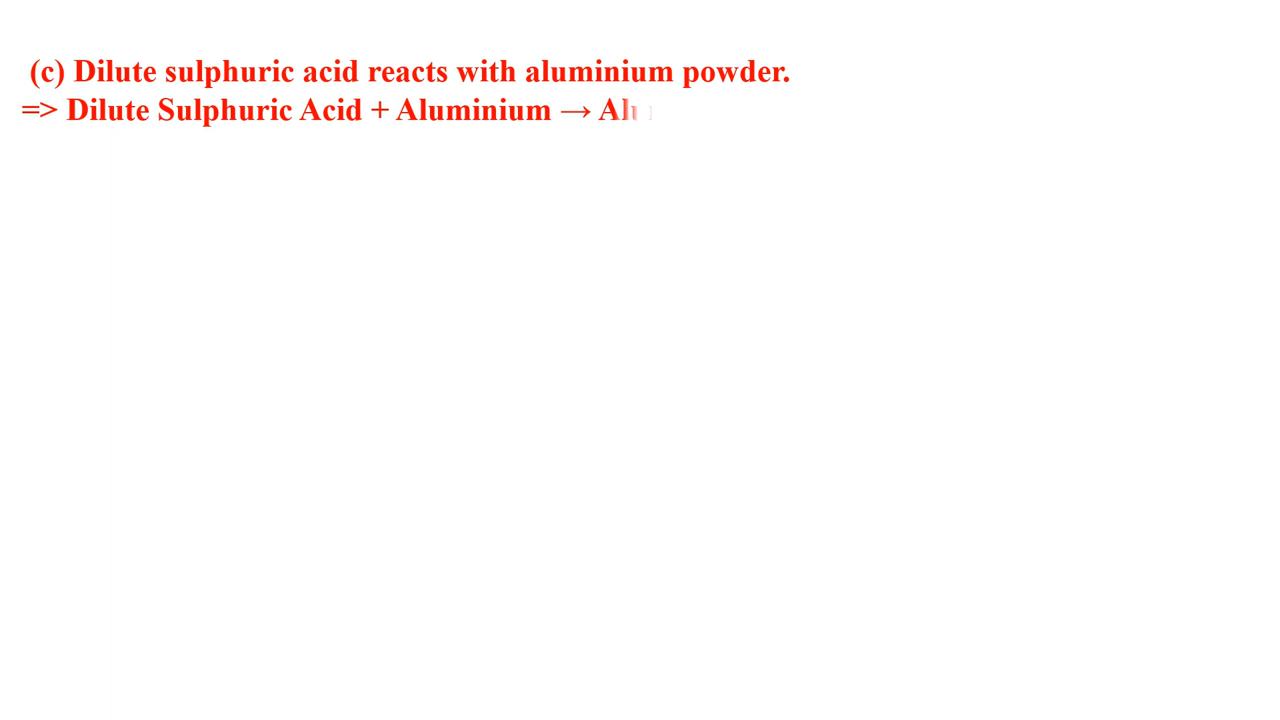 (c) Dilute sulphuric acid reacts with aluminium powder.
=> Dilute Sulphuric Acid + Aluminium → Al